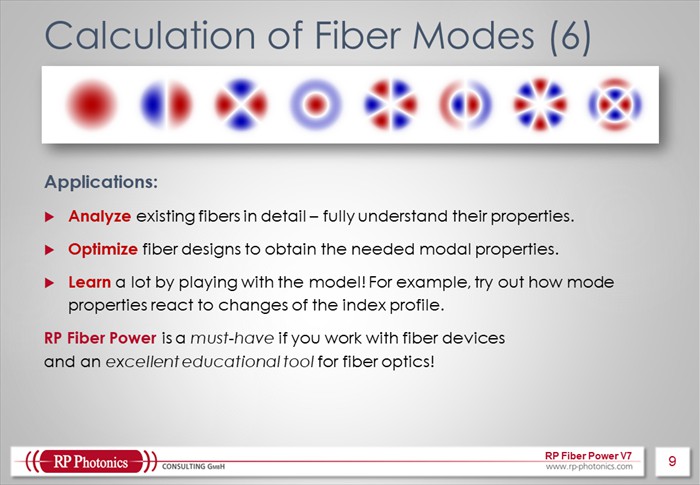 Calculation of Fiber Modes (6)
Applications:
Analyze existing fibers in detail – fully understand their properties.
Optimize fiber designs to obtain the needed modal properties.
Learn a lot by playing with the model! For example, try out how mode
properties react to changes of the index profile.
RP Fiber Power is a must-have if you work with fiber devices
and an excellent educational tool for fiber optics!
RP Photonics CONSULTING GMBH
RP Fiber Power V7
www.rp-photonics.com
9